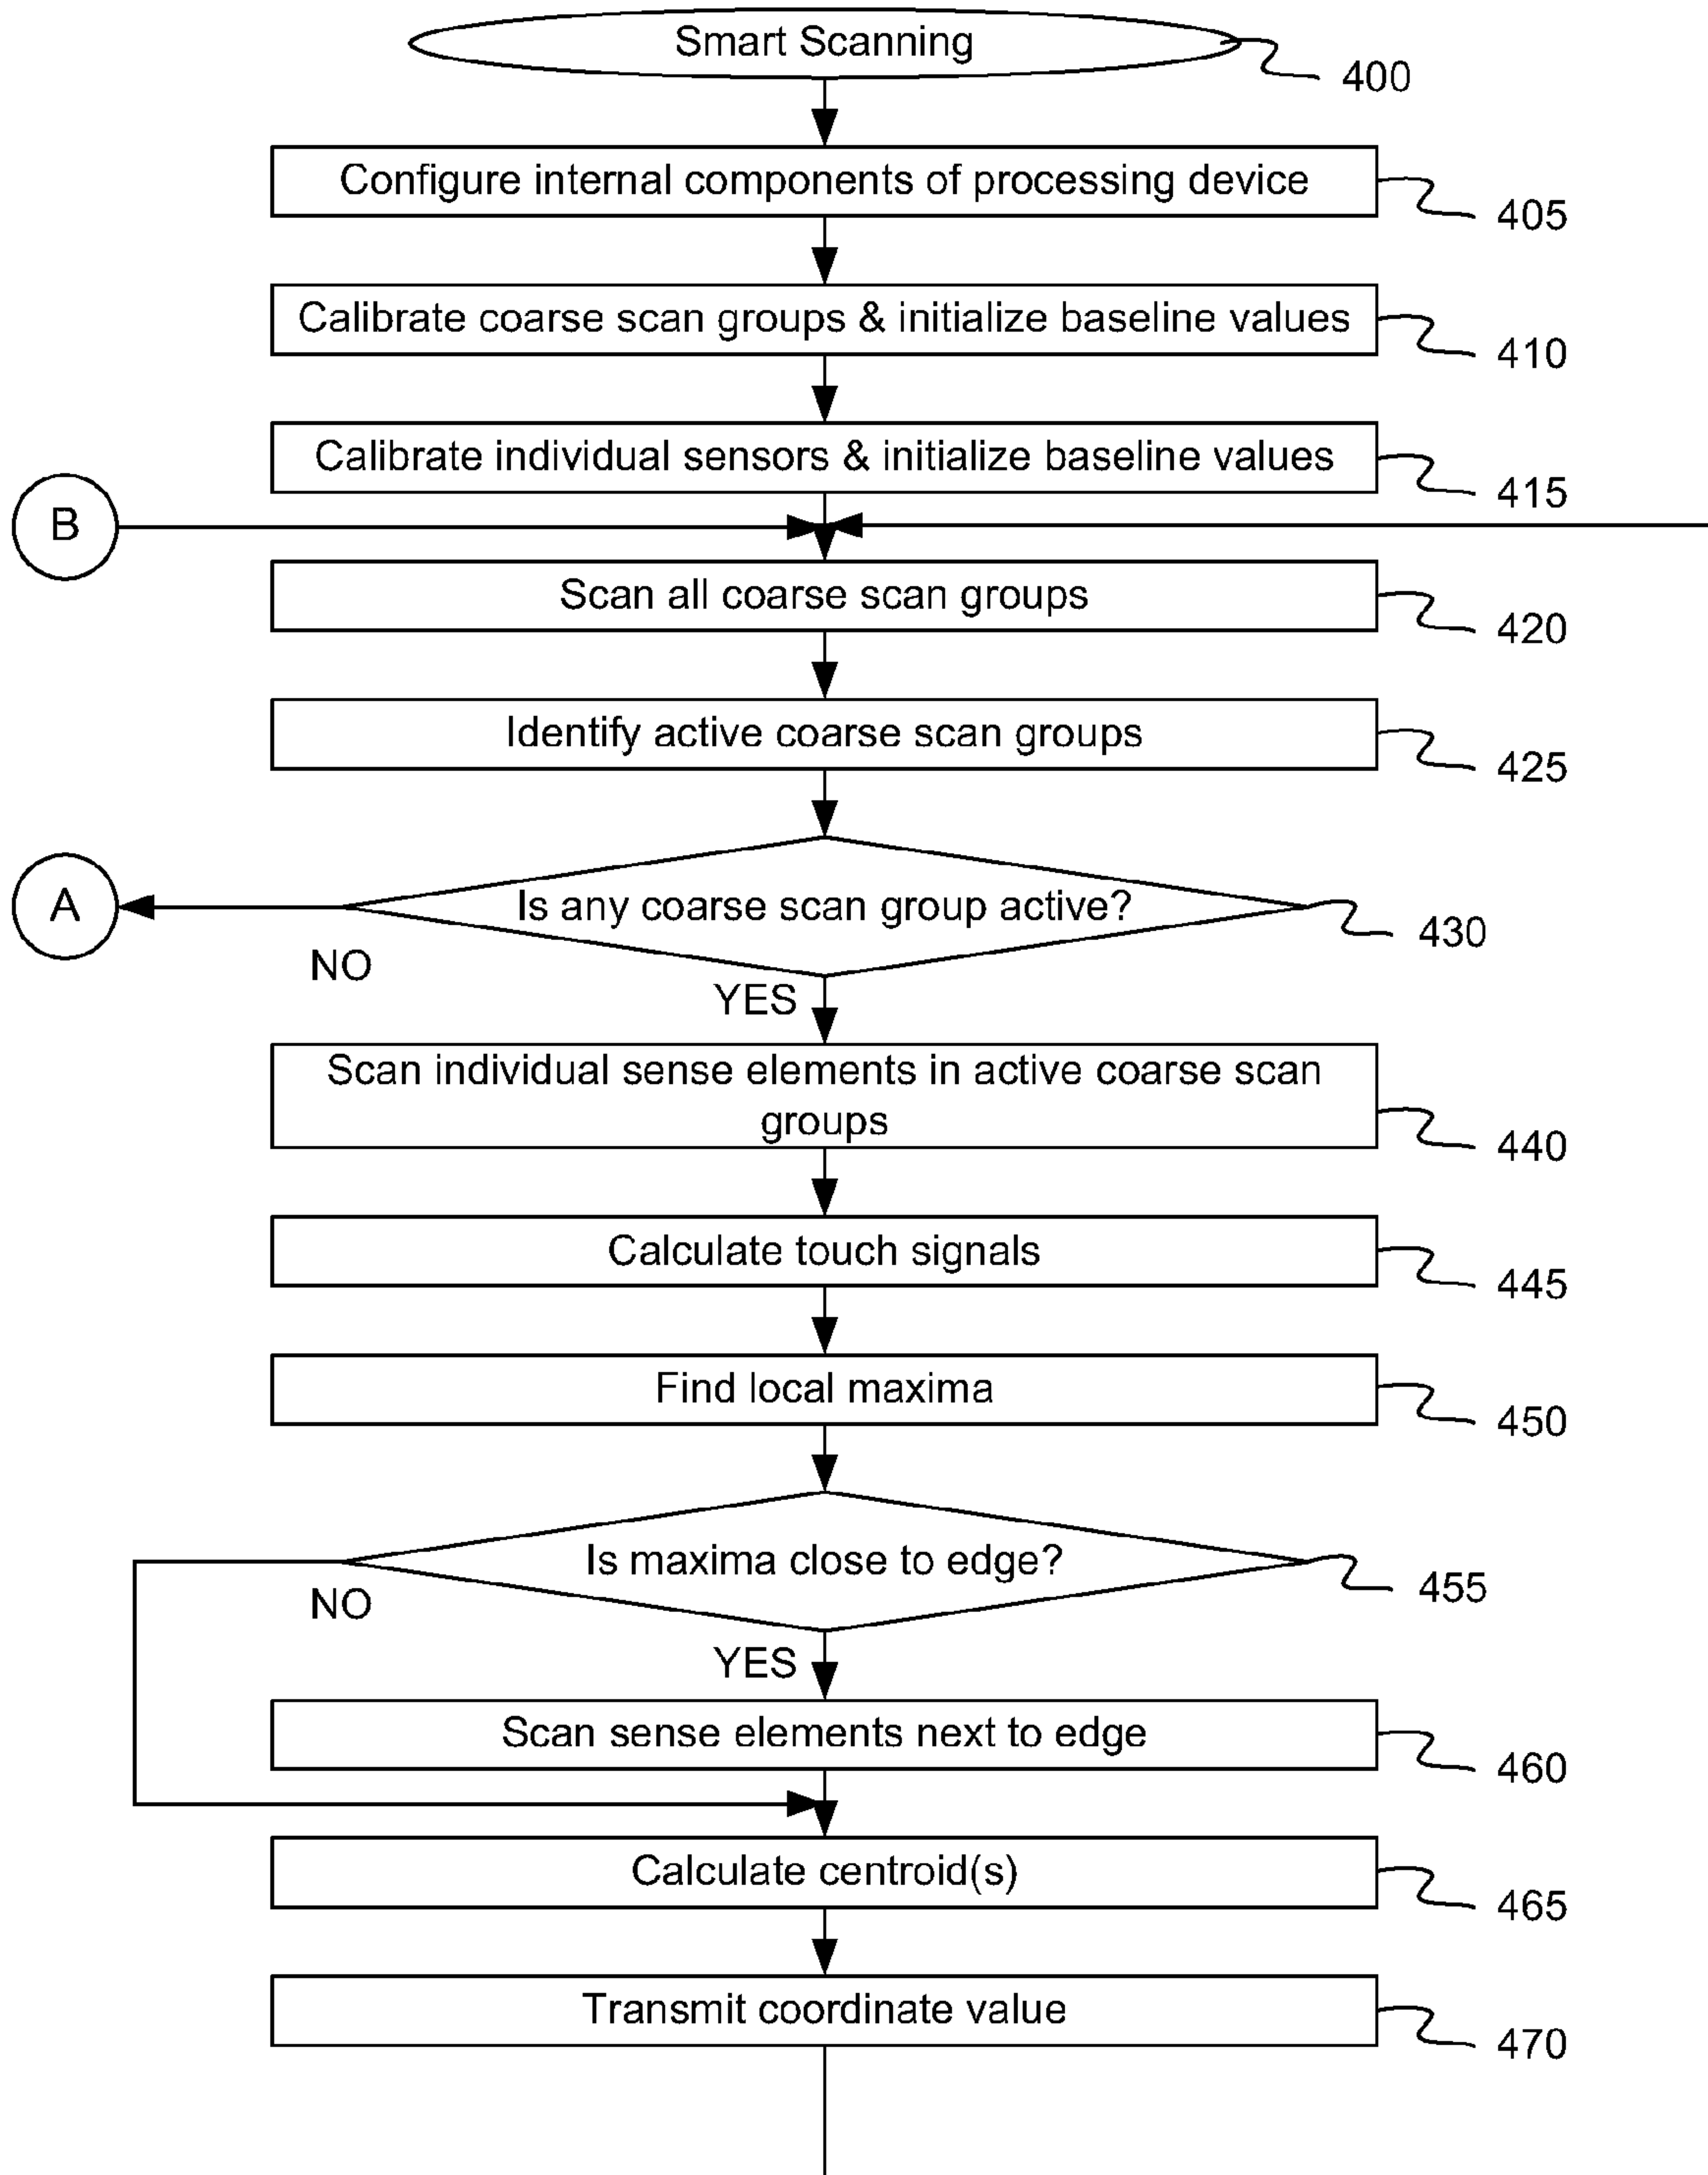 Smart Scanning
400
Configure internal components of processing device
405
Calibrate coarse scan groups & initialize baseline values
410
Calibrate individual sensors & initialize baseline values
415
B
Scan all coarse scan groups
420
Identify active coarse scan groups
425
A
Is any coarse scan group active?
430
NO
YES
Scan individual sense elements in active coarse scan
groups
440
Calculate touch signals
445
Find local maxima
450
Is maxima close to edge?
455
NO
YES
Scan sense elements next to edge
460
Calculate centroid(s)
465
Transmit coordinate value
470